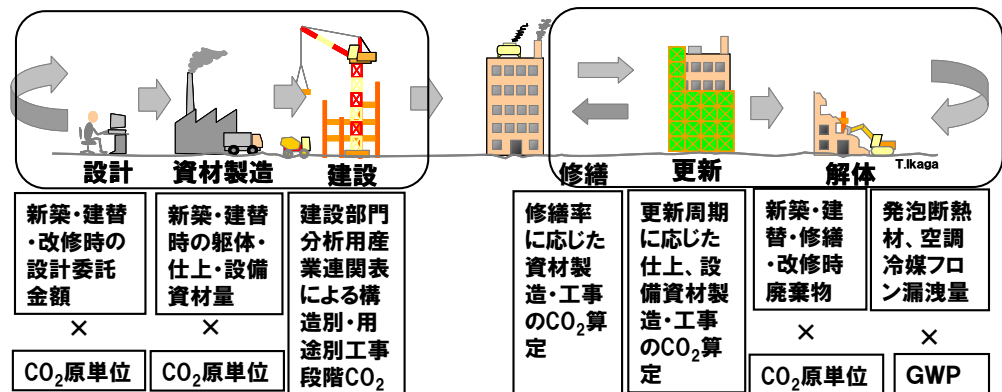 設計
資材製造
建設
修繕
更新
解体
T.Ikaga
新築・建替
・改修時の
設計委託
金額
×
CO₂原単位
新築・建替
時の躯体・
仕上・設備
資材量
×
CO₂原単位
建設部門
分析用産
業連関表
による構
造別・用
途別工事
段階CO₂
修繕率
に応じた
資材製
造・工事
のCO₂算
定
更新周期
に応じた
仕上、設
備資材製
造・工事
のCO₂算
定
新築・建
替・修繕
・改修時
廃棄物
×
CO₂原単位
発泡断熱
材、空調
冷媒フロ
ン漏洩量
×
GWP